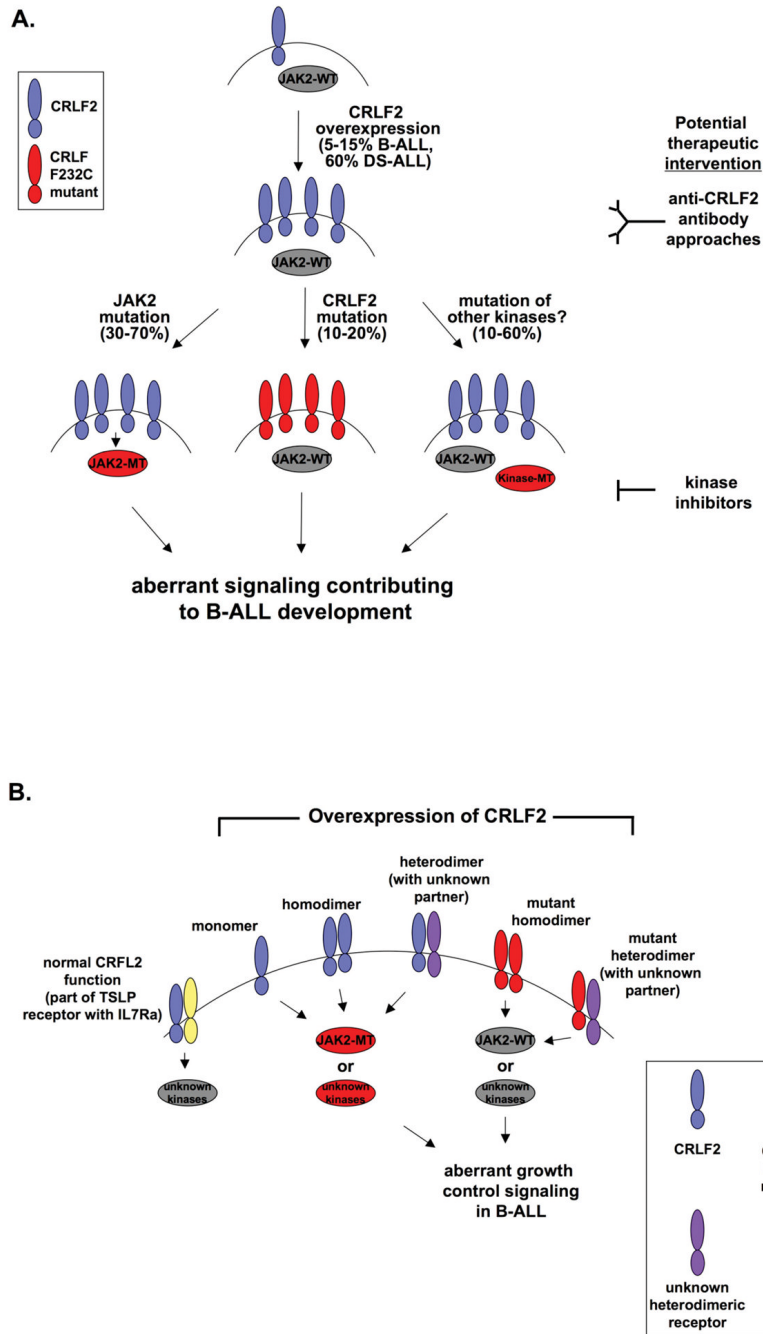 A.
CRLF2
CRLF
F232C
mutant
JAK2-WT
CRLF2
overexpression
(5-15% B-ALL,
60% DS-ALL)
Potential
therapeutic
intervention
anti-CRLF2
antibody
approaches
JAK2-WT
JAK2
mutation
(30-70%)
CRLF2
mutation
(10-20%)
mutation of
other kinases?
(10-60%)
JAK2-MT
JAK2-WT
JAK2-WT
Kinase-MT
kinase
inhibitors
aberrant signaling contributing
to B-ALL development
B.
Overexpression of CRLF2
normal CRFL2
function
(part of TSLP
receptor with IL7Ra)
monomer
homodimer
heterodimer
(with unknown
partner)
mutant
homodimer
mutant
heterodimer
(with unknown
partner)
unknown
kinases
JAK2-MT
or
unknown
kinases
JAK2-WT
or
unknown
kinases
aberrant growth
control signaling
in B-ALL
CRLF2
unknown
heterodimeric
receptor